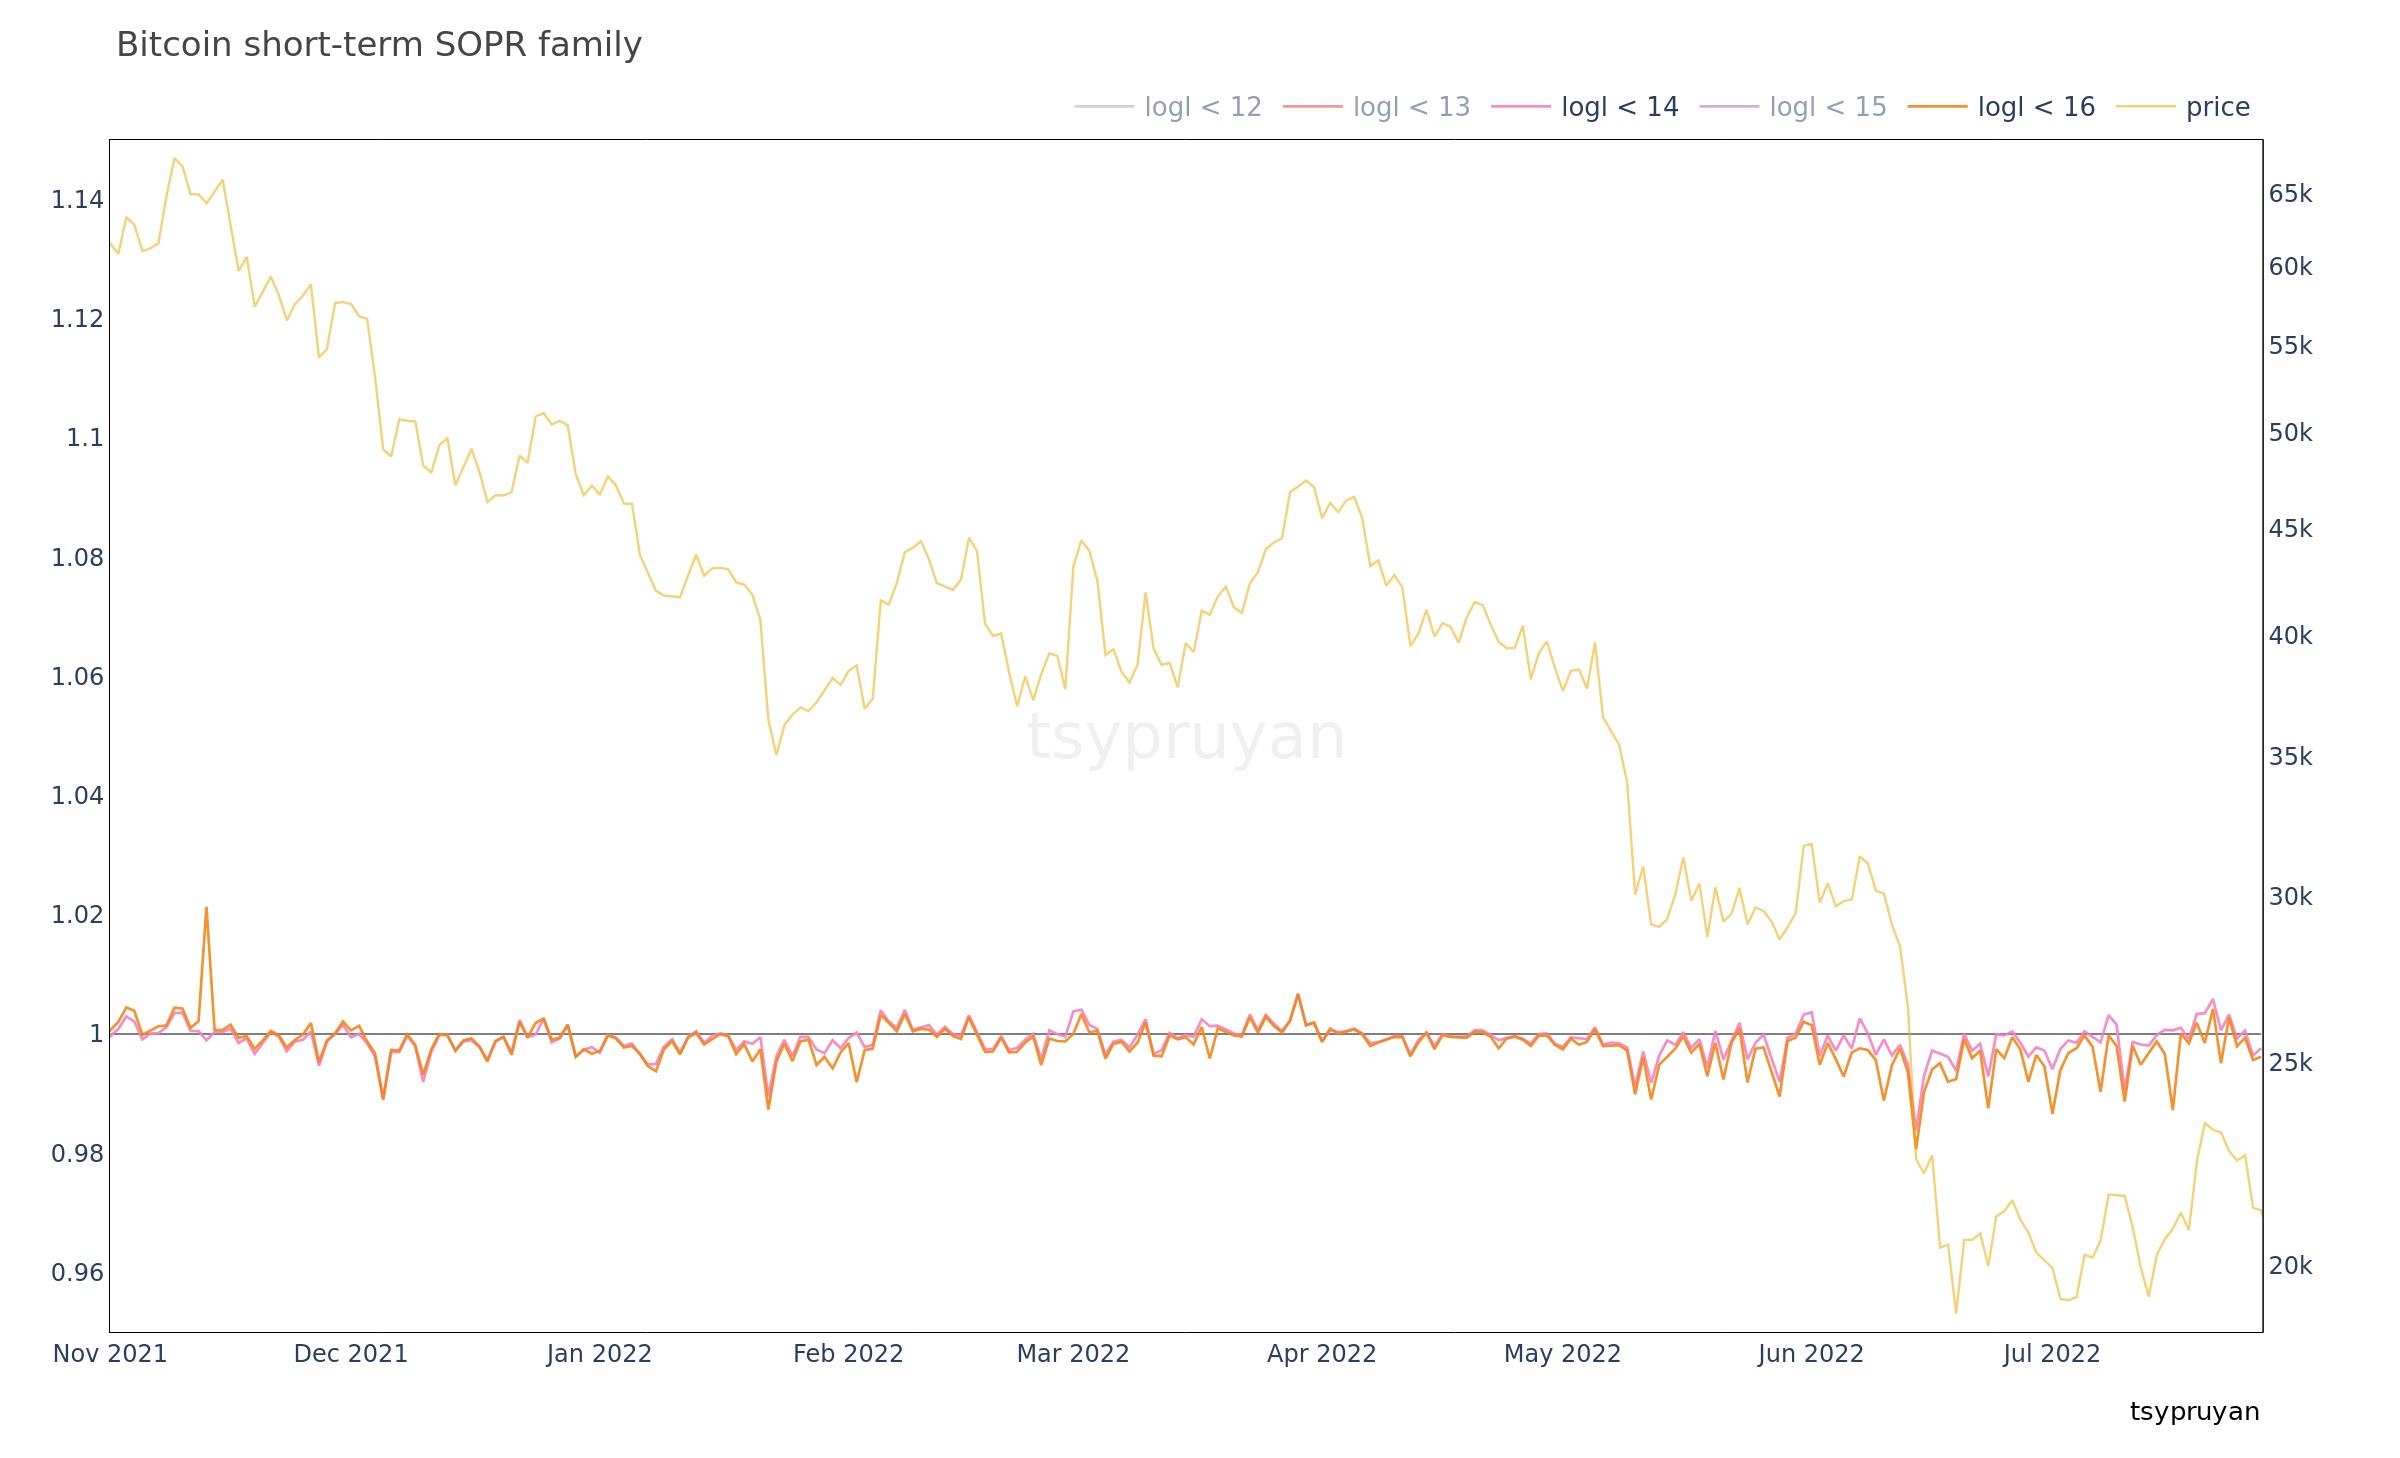 Bitcoin short-term SOPR family
logl < 12 logl < 13 logl < 14 logl < 15 logl < 16 price
1.14 65k
60k
1.12
55k
1.1 50k
1.08 45k
1.06 40k
tsypruyan
35k
1.04
1.02 30k
1 25k
0.98
0.96 20k
Nov 2021 Dec 2021 Jan 2022 Feb 2022 Mar 2022 Apr 2022 May 2022 Jun 2022 Jul 2022
tsypruyan